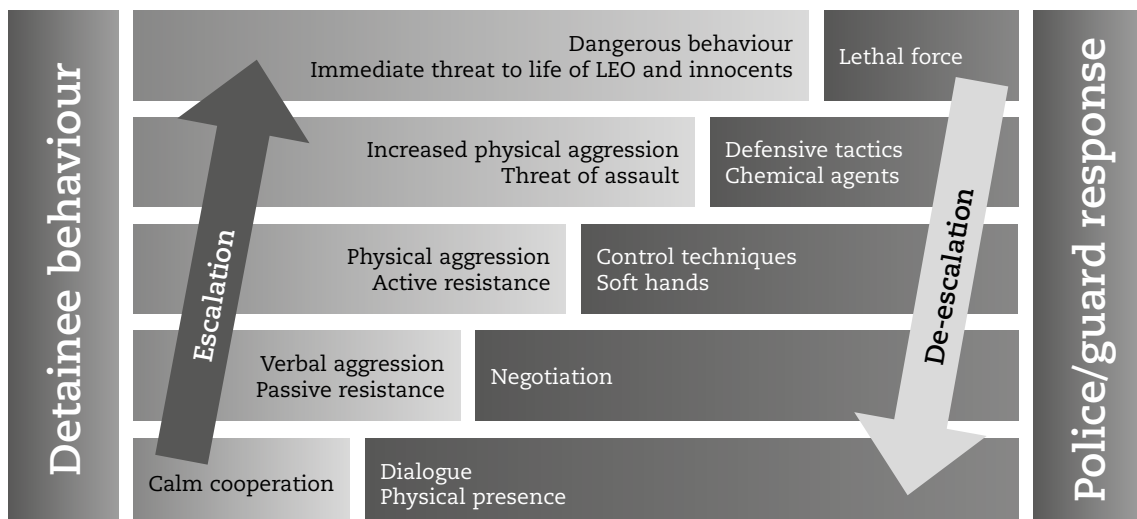 Detainee behaviour
Dangerous behaviour
Immediate threat to life of LEO and innocents
Lethal force
Increased physical aggression
Threat of assault
Defensive tactics
Chemical agents
Physical aggression
Active resistance
Control techniques
Soft hands
Verbal aggression
Passive resistance
Negotiation
Calm cooperation
Dialogue
Physical presence
Escalation
De-escalation
Police/guard response